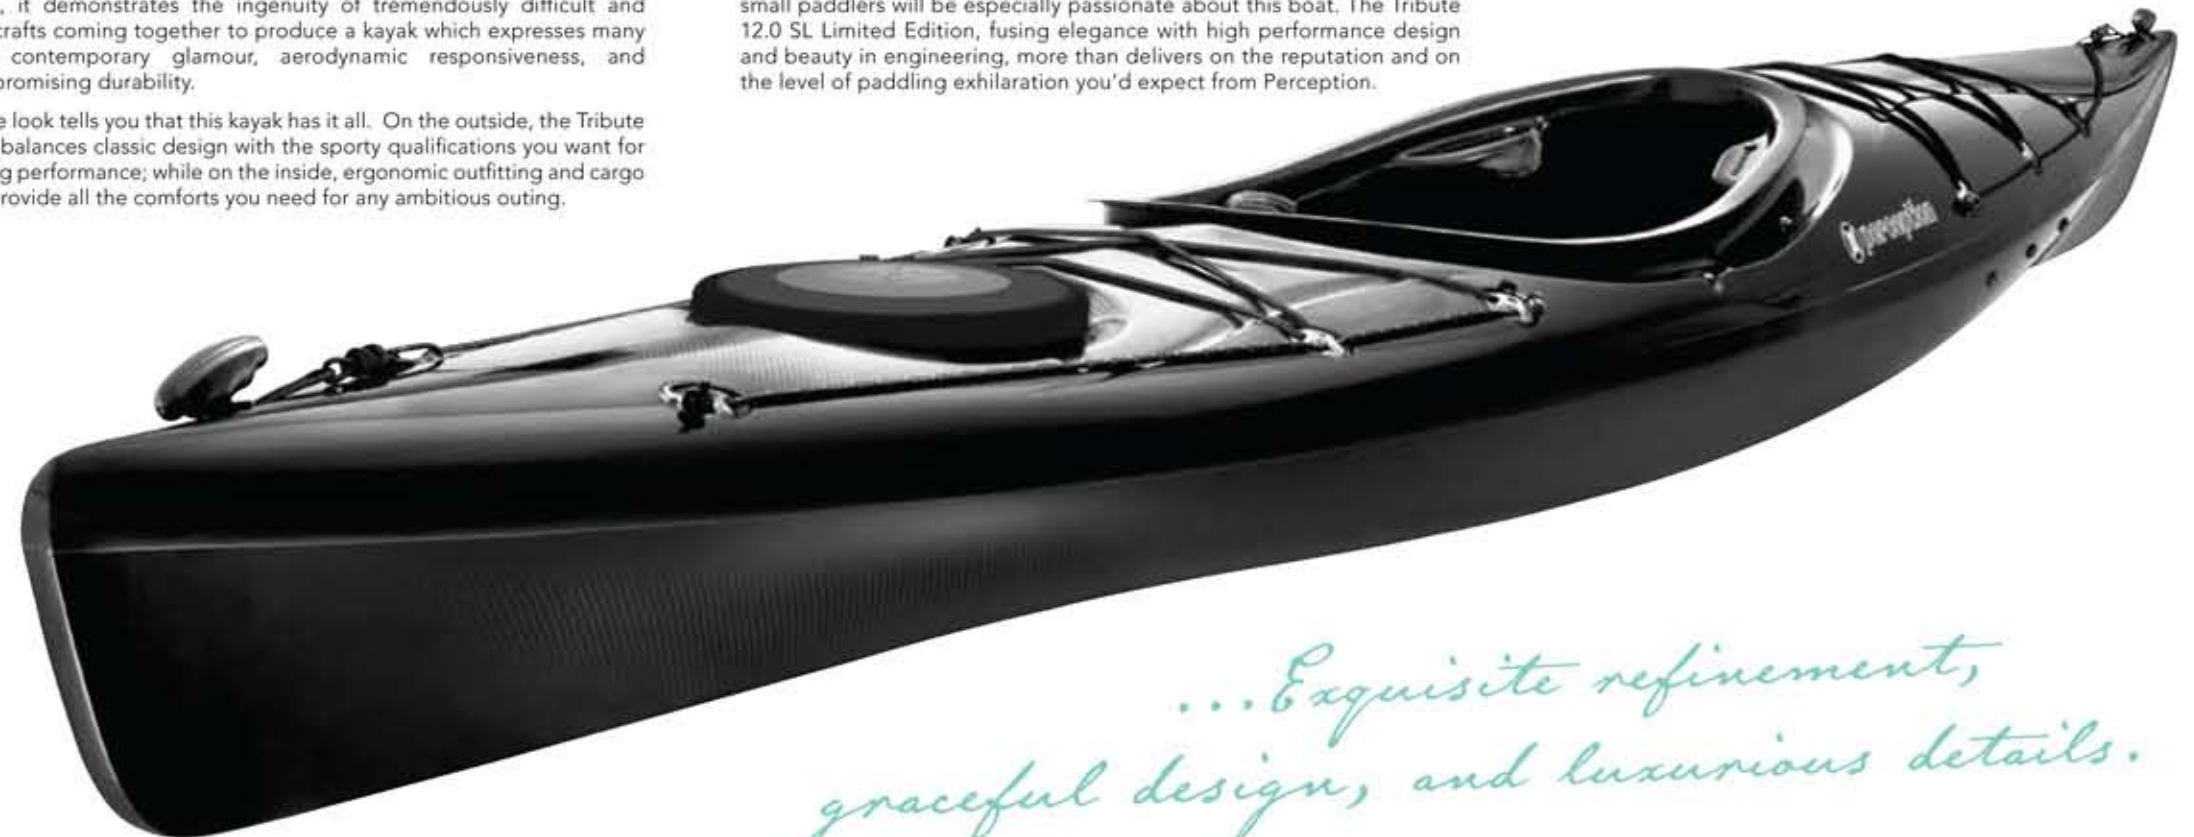 it demonstrates the ingenuity of tremendously difficult and
crafts coming together to produce a kayak which expresses many
contemporary glamour, aerodynamic responsiveness, and
promising durability.
look tells you that this kayak has it all. On the outside, the Tribute
balances classic design with the sporty qualifications you want for
performance; while on the inside, ergonomic outfitting and cargo
provide all the comforts you need for any ambitious outing.
small paddlers will be especially passionate about this boat. The Tribute
12.0 SL Limited Edition, fusing elegance with high performance design
and beauty in engineering, more than delivers on the reputation and on
the level of paddling exhilaration you'd expect from Perception.
perception
...Exquisite refinement,
graceful design, and luxurious details.